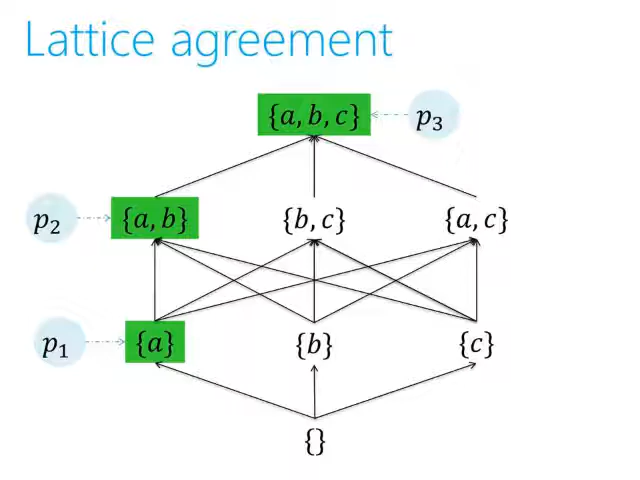 Lattice agreement
{a, b, c} p₃
p₂ {a, b} {b, c} {a, c}
p₁ {a} {b} {c}
{}